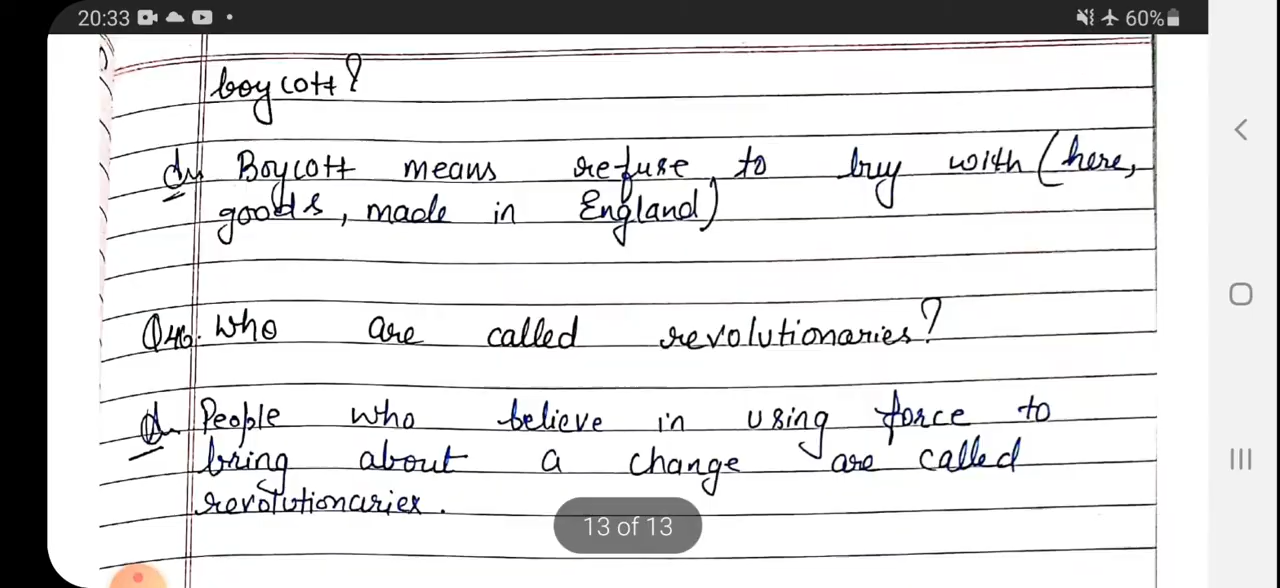 20:33
60%
boycott?
Boycott means refuse to buy with (here,
goods, made in England)
Q46. Who are called revolutionaries?
People who believe in using force to
bring about a change are called
revolutionaries.
13 of 13